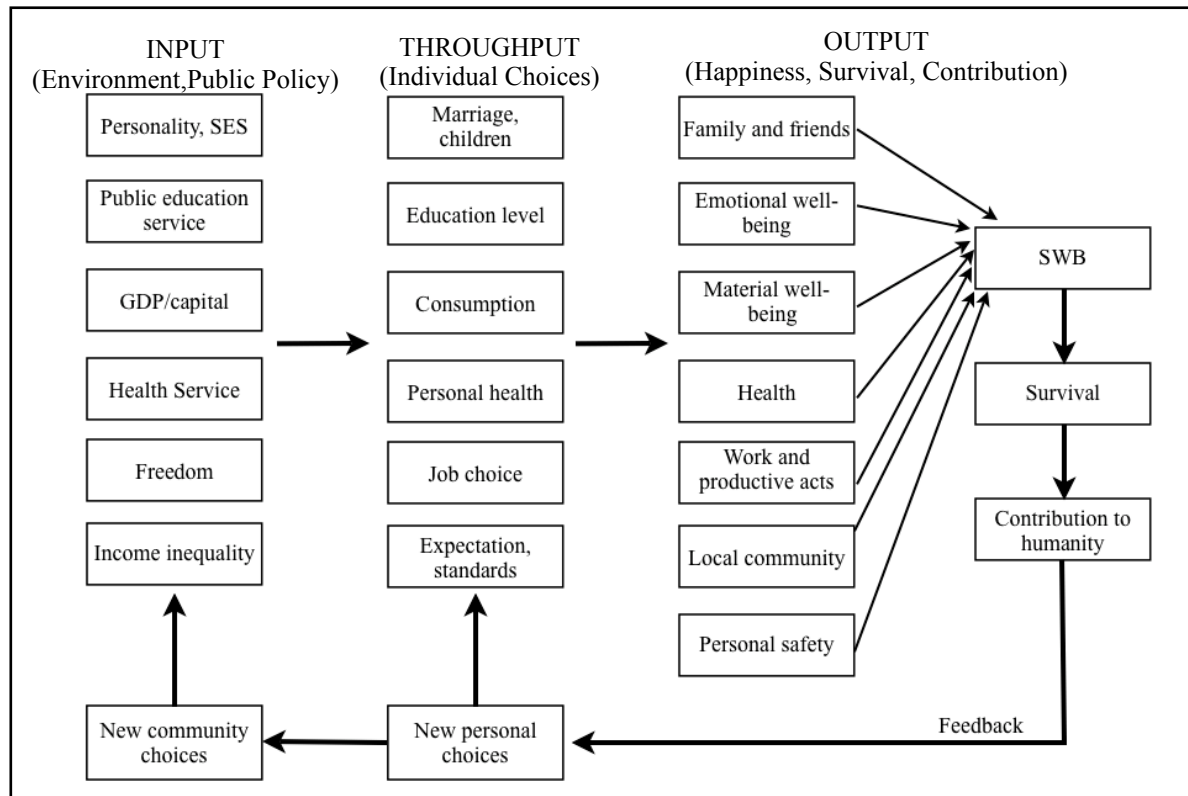 INPUT
(Environment,Public Policy)
Personality, SES
Public education
service
GDP/capital
Health Service
Freedom
Income inequality
New community
choices
THROUGHPUT
(Individual Choices)
Marriage,
children
Education level
Consumption
Personal health
Job choice
Expectation,
standards
New personal
choices
OUTPUT
(Happiness, Survival, Contribution)
Family and friends
Emotional well-
being
Material well-
being
Health
Work and
productive acts
Local community
Personal safety
SWB
Survival
Contribution to
humanity
Feedback